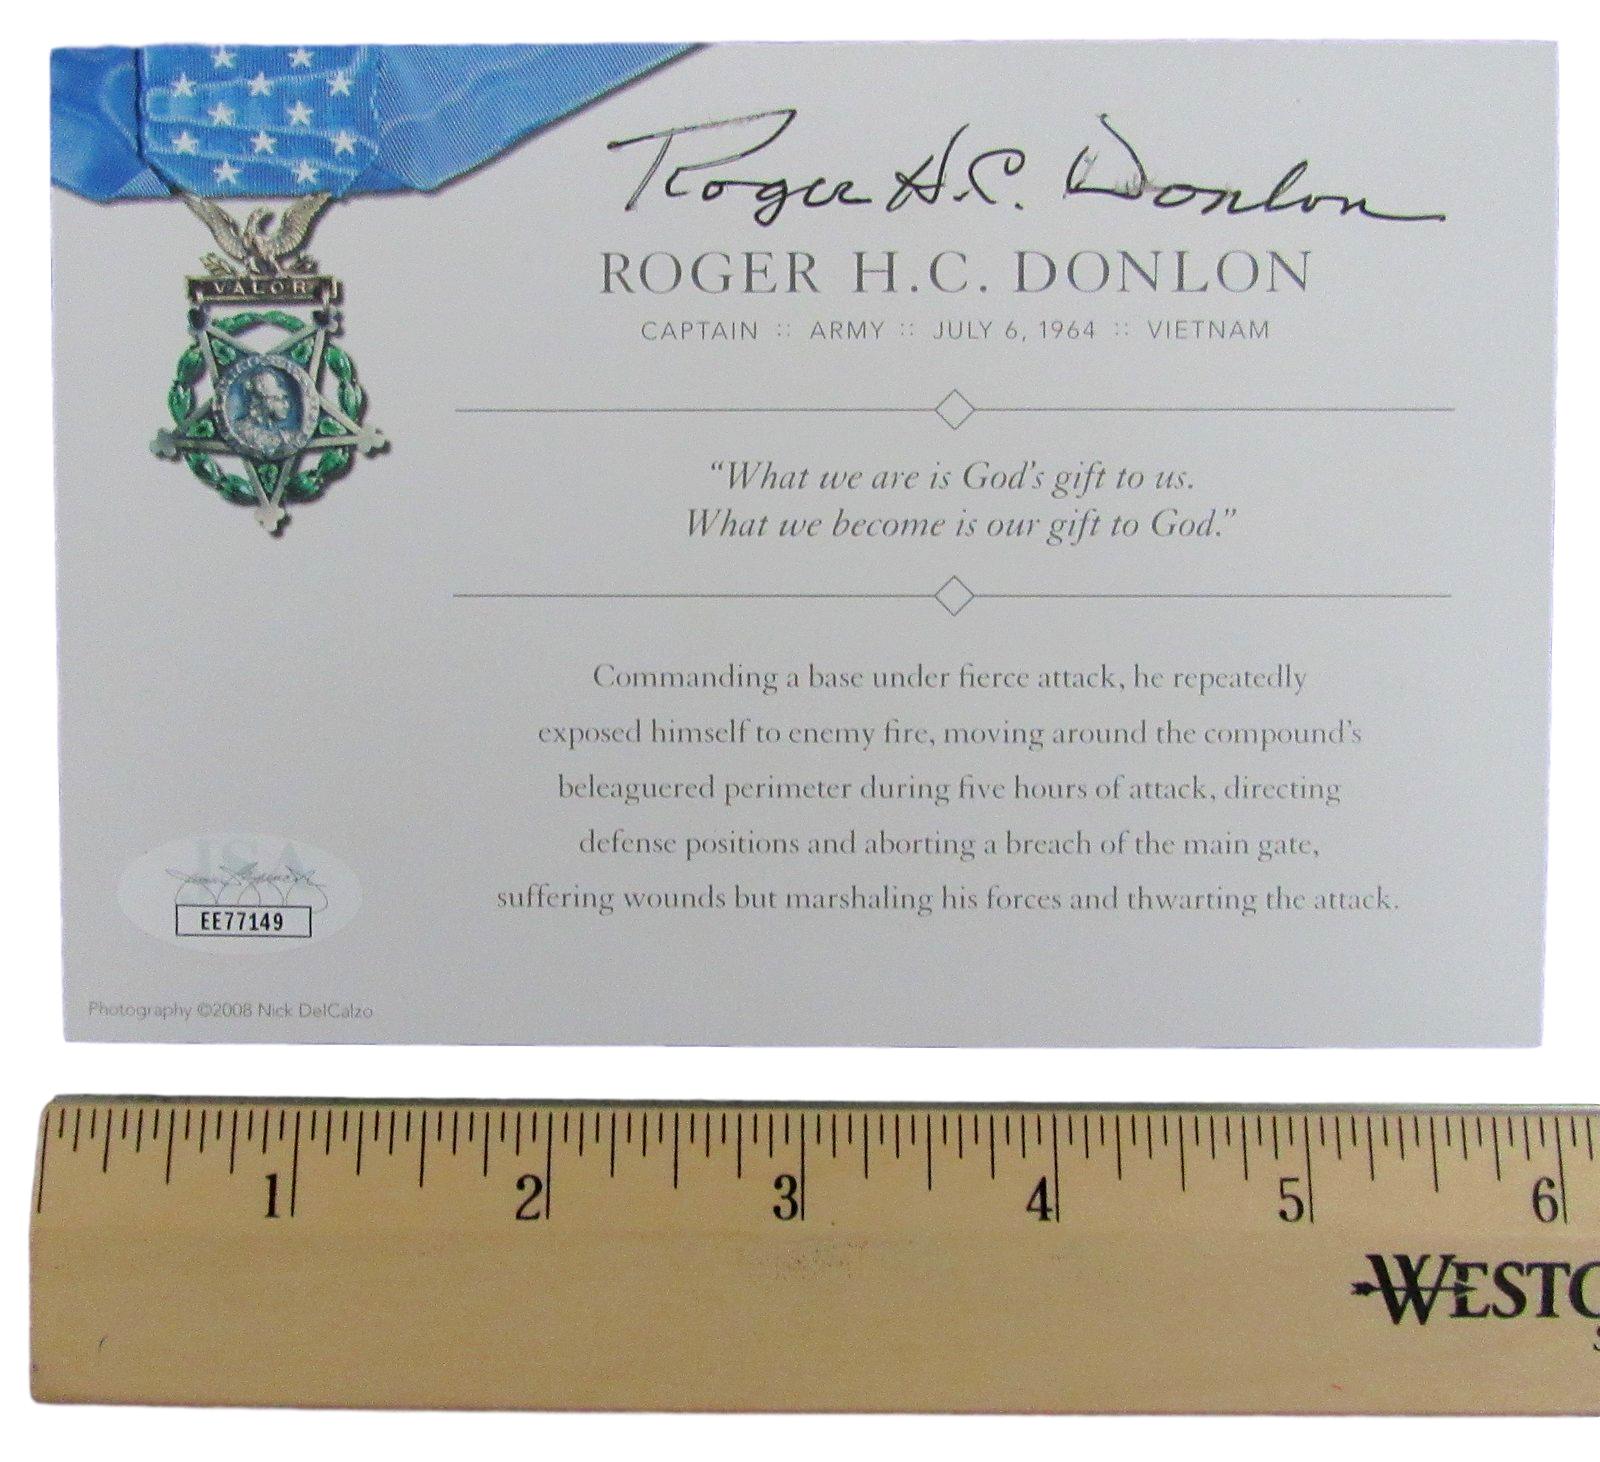 Roger H.C. Donlon
ROGER H.C. DONLON
CAPTAIN :: ARMY :: JULY 6, 1964 :: VIETNAM
“What we are is God’s gift to us.
What we become is our gift to God.”
Commanding a base under fierce attack, he repeatedly
exposed himself to enemy fire, moving around the compound’s
beleaguered perimeter during five hours of attack, directing
defense positions and aborting a breach of the main gate,
suffering wounds but marshaling his forces and thwarting the attack.
VALOR
JSA
EE77149
Photography ©2008 Nick DelCalzo
1 2 3 4 5 6
WESTC